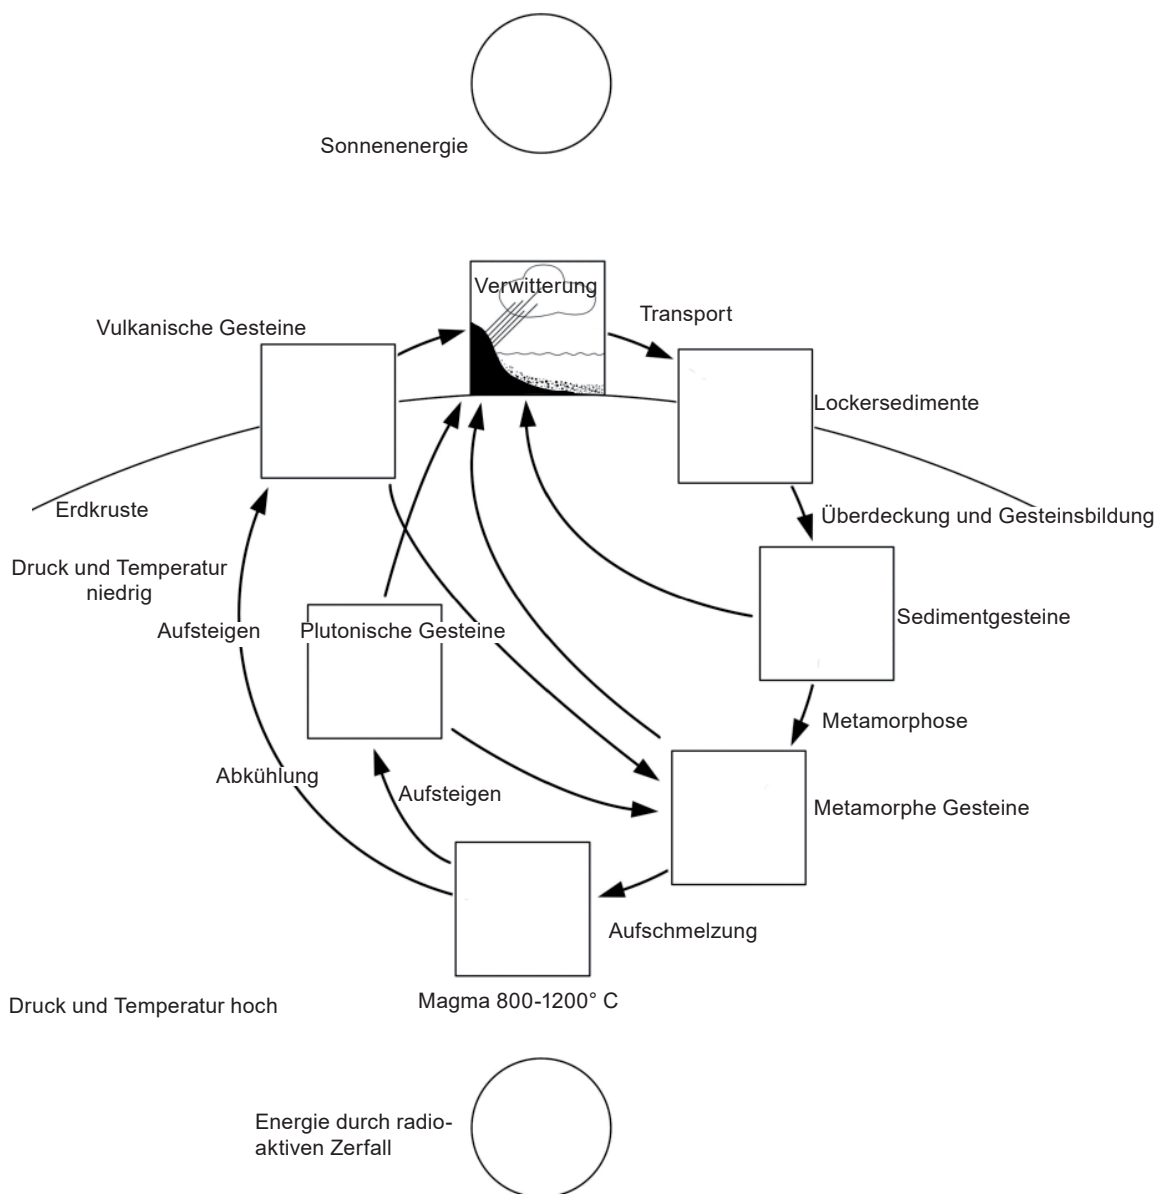 Sonnenenergie
Verwitterung
Transport
Vulkanische Gesteine
Lockersedimente
Erdkruste
Überdeckung und Gesteinsbildung
Druck und Temperatur
niedrig
Aufsteigen
Plutonische Gesteine
Sedimentgesteine
Metamorphose
Abkühlung
Aufsteigen
Metamorphe Gesteine
Aufschmelzung
Magma 800-1200° C
Druck und Temperatur hoch
Energie durch radio-
aktiven Zerfall